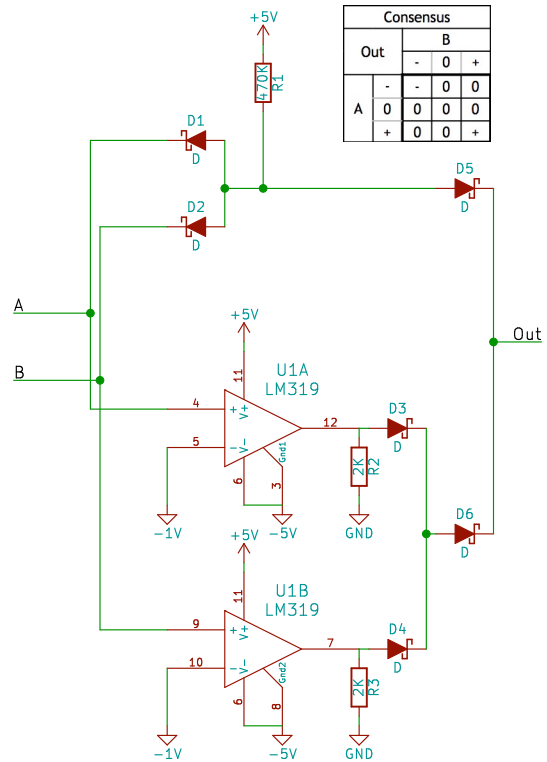 +5V
470K
R1
Consensus
Out
B
- 0 +
A
- - 0 0
0 0 0 0
+ 0 0 +
D1
D
D2
D
D5
D
A
B
Out
+5V
11
U1A
LM319
4
+
V+
5
-
V-
Gnd1
6
3
12
-1V
-5V
2K
R2
GND
D3
D
D6
D
+5V
11
U1B
LM319
9
+
V+
10
-
V-
Gnd2
6
8
7
-1V
-5V
2K
R3
GND
D4
D